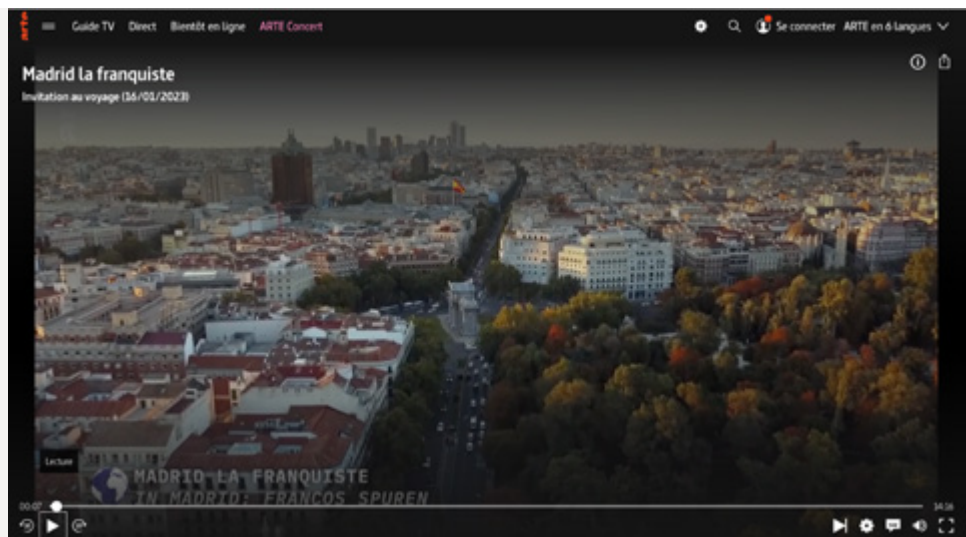 arte
Guide TV Direct Bientôt en ligne ARTE Concert Se connecter ARTE en 6 langues
Madrid la franquiste
Invitation au voyage (16/01/2023)
Lecture
MADRID LA FRANQUISTE
IN MADRID: FRANCOS SPUREN
00:07 14:16